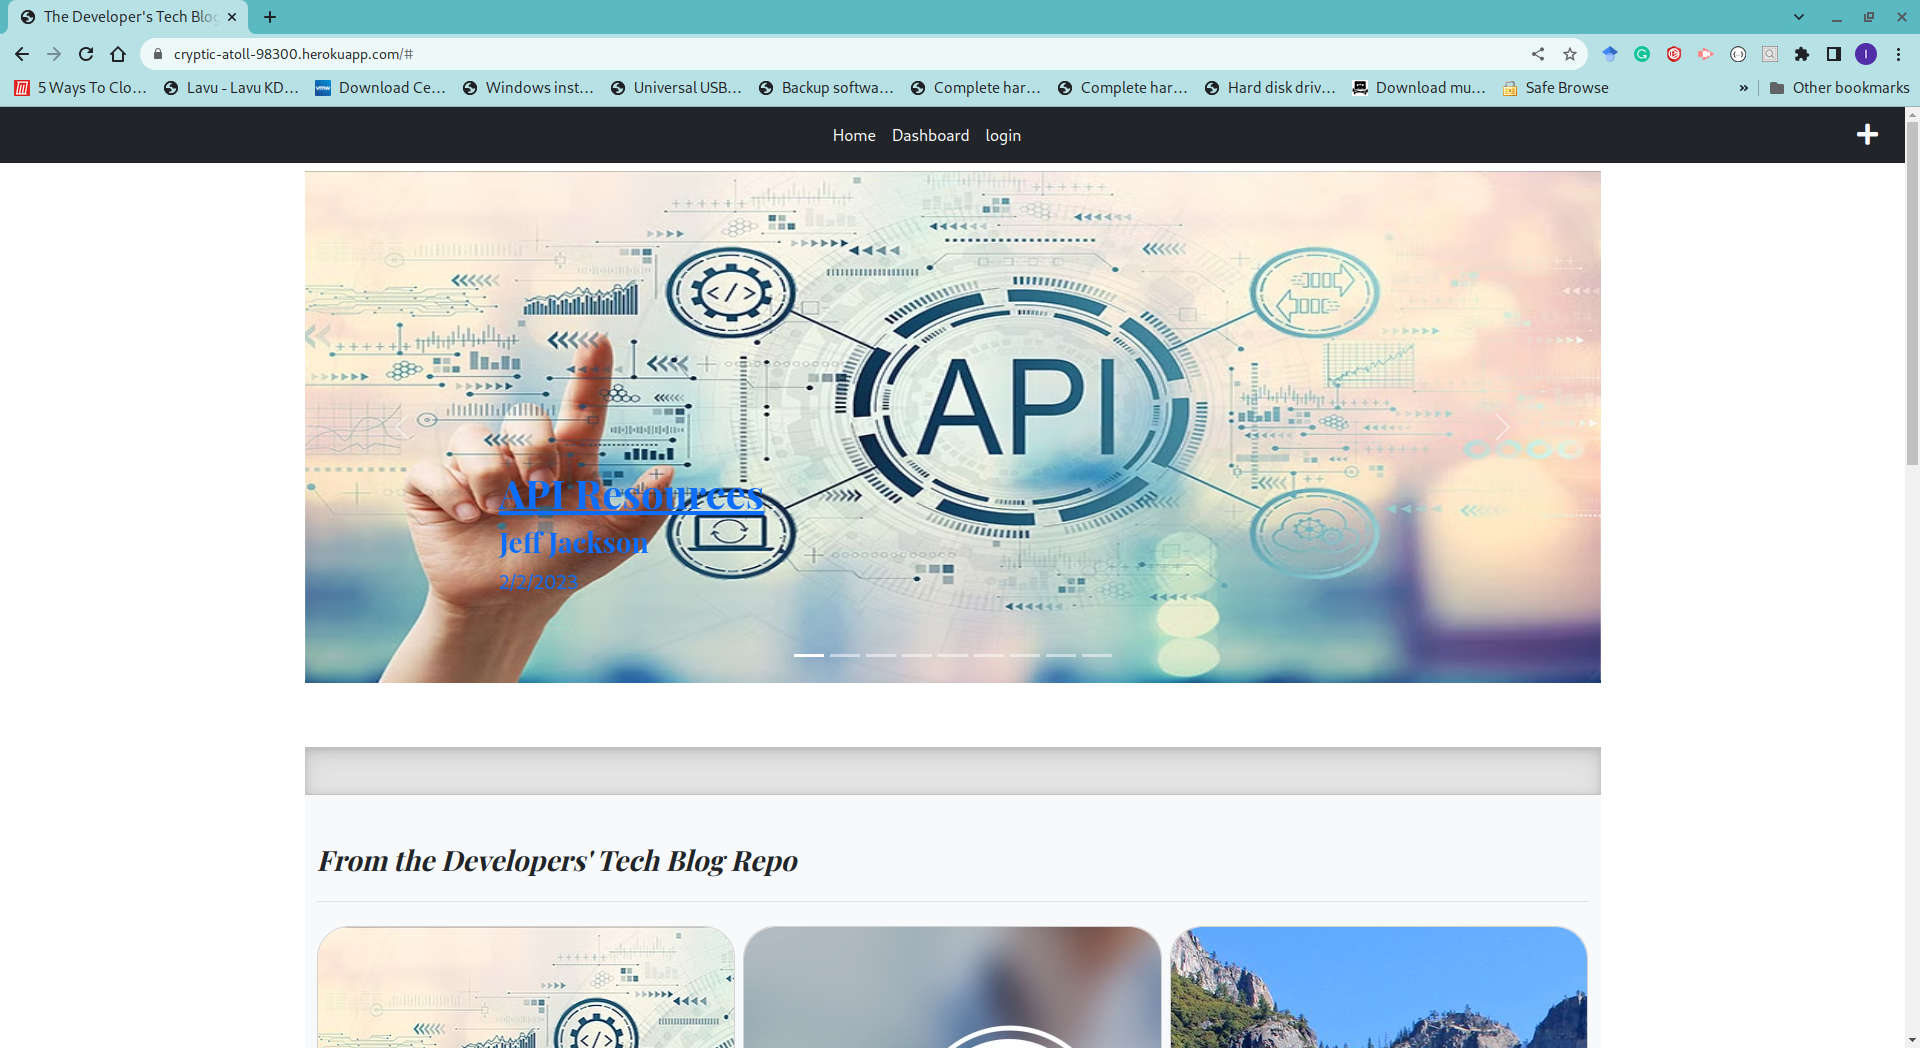 The Developer's Tech Blog
cryptic-atoll-98300.herokuapp.com/#
5 Ways To Clo... Lavu - Lavu KD... Download Ce... Windows inst... Universal USB... Backup softwa... Complete har... Complete har... Hard disk driv... Download mu... Safe Browse » Other bookmarks
Home Dashboard login
API
API Resources
Jeff Jackson
2/2/2023
From the Developers' Tech Blog Repo